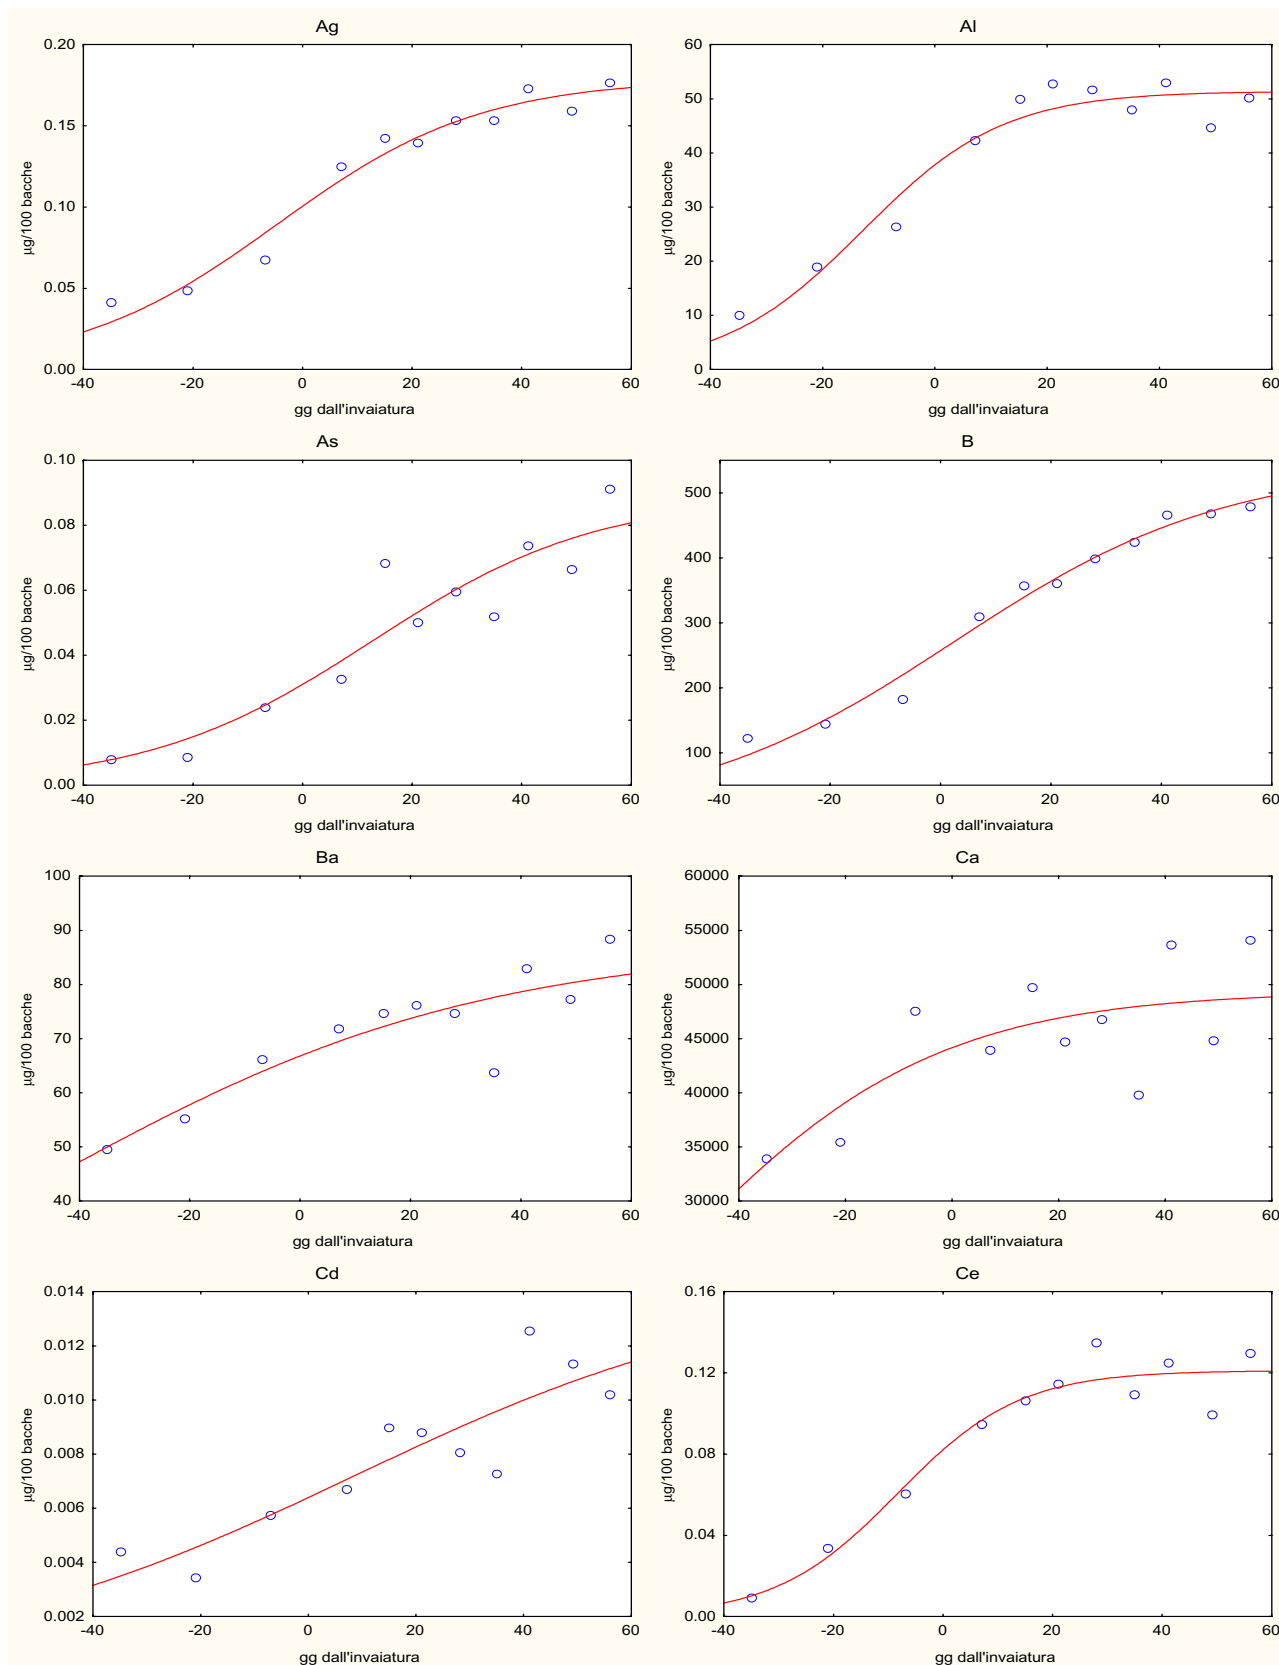 Ag
0.20
0.15
0.10
0.05
0.00
µg/100 bacche
-40 -20 0 20 40 60
gg dall'invaiatura
Al
60
50
40
30
20
10
0
µg/100 bacche
-40 -20 0 20 40 60
gg dall'invaiatura
As
0.10
0.08
0.06
0.04
0.02
0.00
µg/100 bacche
-40 -20 0 20 40 60
gg dall'invaiatura
B
500
400
300
200
100
µg/100 bacche
-40 -20 0 20 40 60
gg dall'invaiatura
Ba
100
90
80
70
60
50
40
µg/100 bacche
-40 -20 0 20 40 60
gg dall'invaiatura
Ca
60000
55000
50000
45000
40000
35000
30000
µg/100 bacche
-40 -20 0 20 40 60
gg dall'invaiatura
Cd
0.014
0.012
0.010
0.008
0.006
0.004
0.002
µg/100 bacche
-40 -20 0 20 40 60
gg dall'invaiatura
Ce
0.16
0.12
0.08
0.04
0.00
µg/100 bacche
-40 -20 0 20 40 60
gg dall'invaiatura